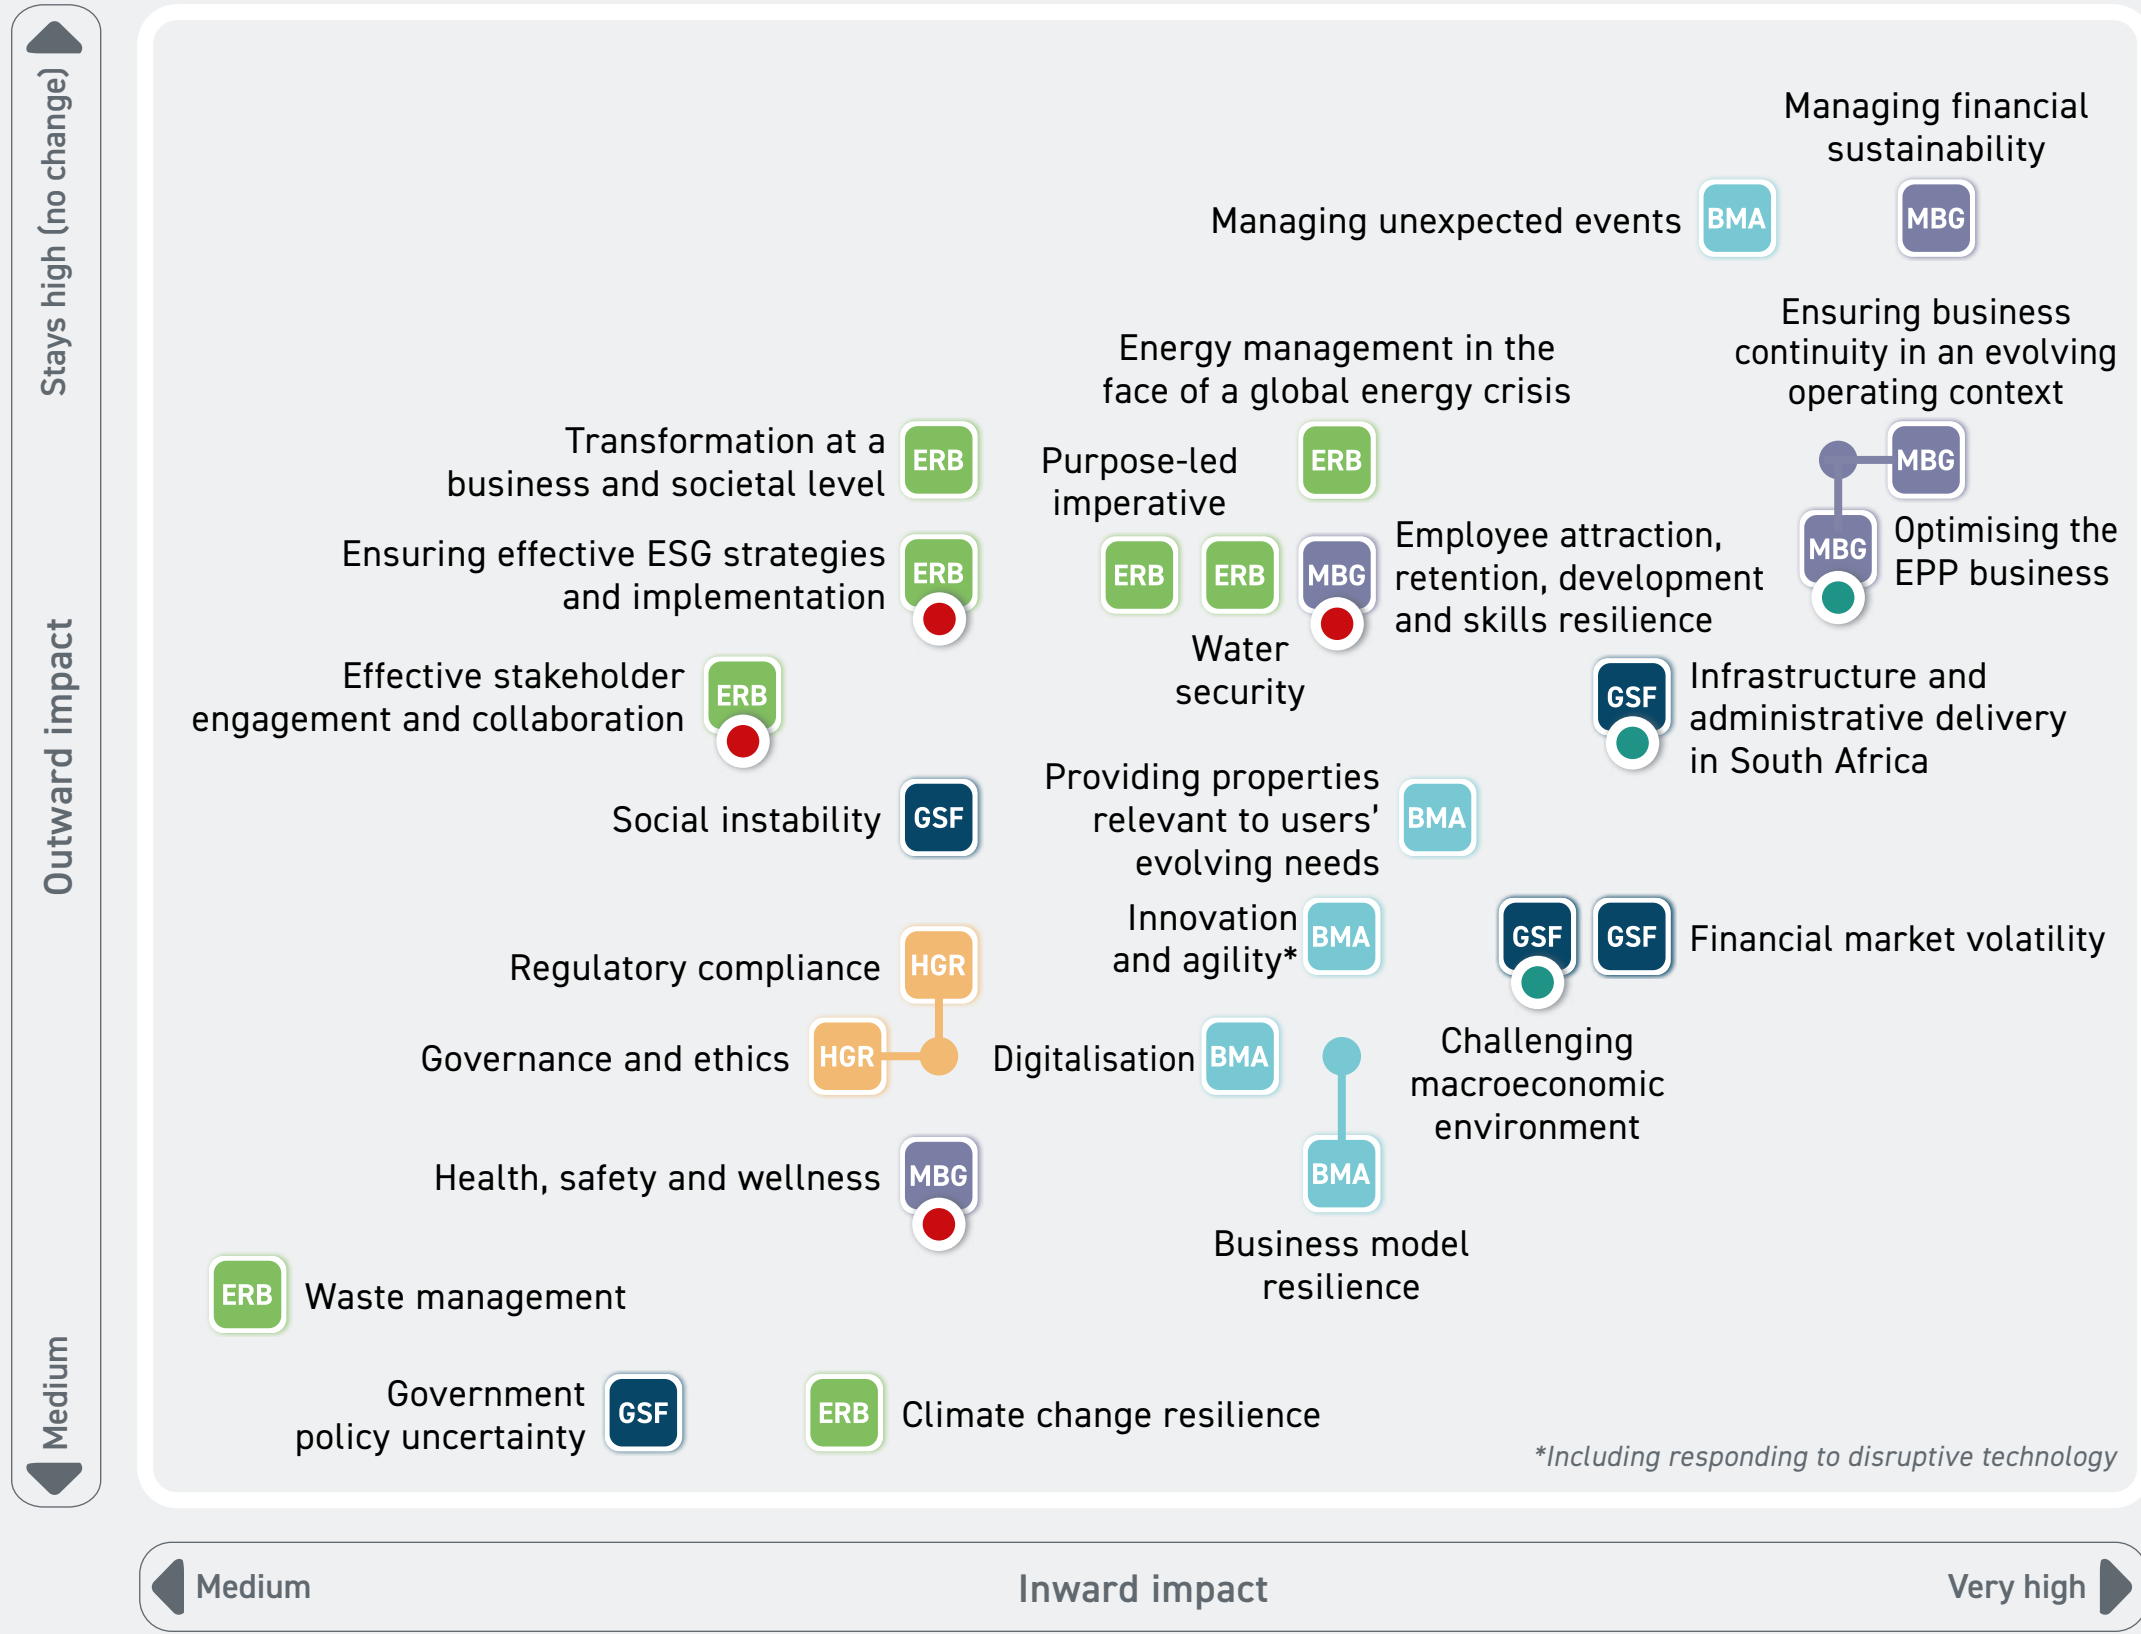 Stays high (no change)
Outward impact
Medium
Managing financial
sustainability
MBG
Managing unexpected events
BMA
Ensuring business
continuity in an evolving
operating context
MBG
Energy management in the
face of a global energy crisis
ERB
Transformation at a
business and societal level
ERB
Purpose-led
imperative
ERB
ERB
Water
security
MBG
Employee attraction,
retention, development
and skills resilience
MBG
Optimising the
EPP business
Ensuring effective ESG strategies
and implementation
ERB
Effective stakeholder
engagement and collaboration
ERB
GSF
Infrastructure and
administrative delivery
in South Africa
Social instability
GSF
Providing properties
relevant to users’
evolving needs
BMA
Innovation
and agility*
BMA
GSF
GSF
Financial market volatility
Challenging
macroeconomic
environment
Regulatory compliance
HGR
Governance and ethics
HGR
Digitalisation
BMA
BMA
Business model
resilience
Health, safety and wellness
MBG
ERB
Waste management
Government
policy uncertainty
GSF
ERB
Climate change resilience
*Including responding to disruptive technology
Medium
Inward impact
Very high